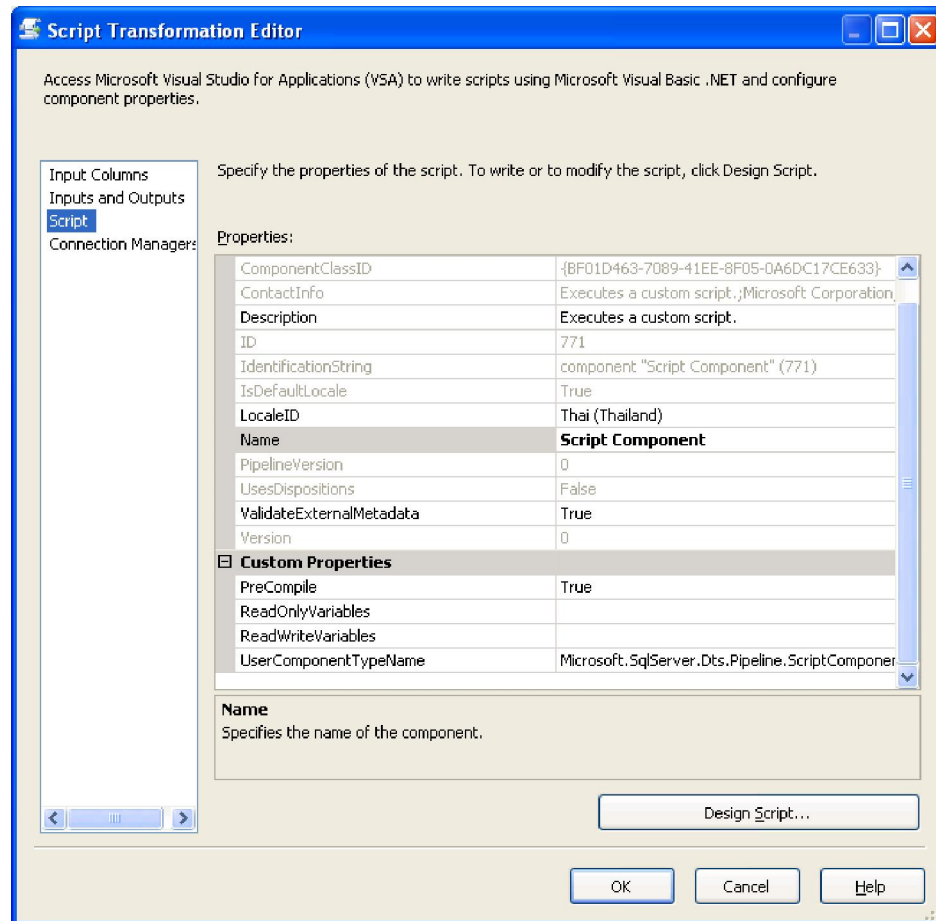 Script Transformation Editor
Access Microsoft Visual Studio for Applications (VSA) to write scripts using Microsoft Visual Basic .NET and configure
component properties.
Input Columns
Inputs and Outputs
Script
Connection Managers
Specify the properties of the script. To write or to modify the script, click Design Script.
Properties:
ComponentClassID {BF01D463-7089-41EE-8F05-0A6DC17CE633}
ContactInfo Executes a custom script.;Microsoft Corporation
Description Executes a custom script.
ID 771
IdentificationString component "Script Component" (771)
IsDefaultLocale True
LocaleID Thai (Thailand)
Name Script Component
PipelineVersion 0
UsesDispositions False
ValidateExternalMetadata True
Version 0
Custom Properties
PreCompile True
ReadOnlyVariables
ReadWriteVariables
UserComponentTypeName Microsoft.SqlServer.Dts.Pipeline.ScriptComponen
Name
Specifies the name of the component.
Design Script...
OK Cancel Help